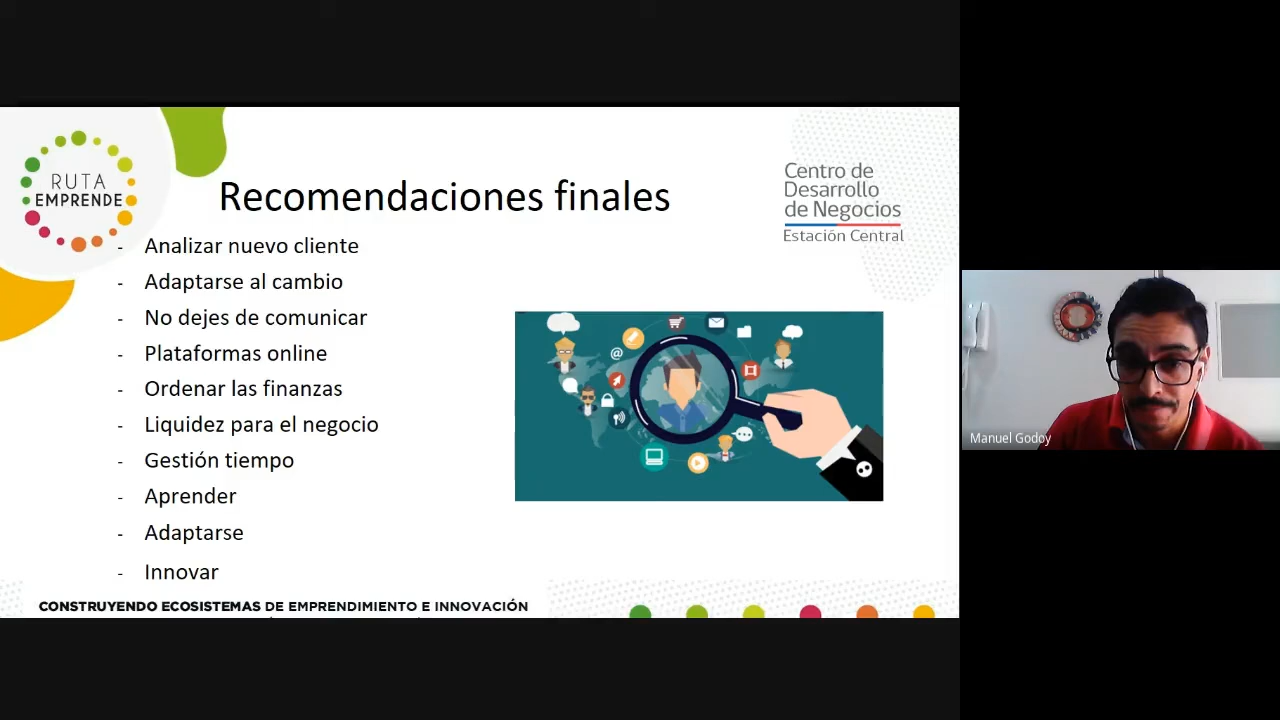 RUTA
EMPRENDE
Recomendaciones finales
Centro de
Desarrollo
de Negocios
Estación Central
- Analizar nuevo cliente
- Adaptarse al cambio
- No dejes de comunicar
- Plataformas online
- Ordenar las finanzas
- Liquidez para el negocio
- Gestión tiempo
- Aprender
- Adaptarse
- Innovar
@
CONSTRUYENDO ECOSISTEMAS DE EMPRENDIMIENTO E INNOVACIÓN
Manuel Godoy